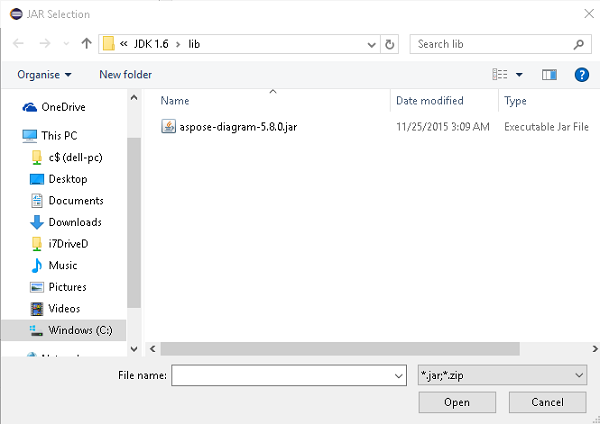 JAR Selection
« JDK 1.6 > lib
Search lib
Organise
New folder
?
Name
Date modified
Type
aspose-diagram-5.8.0.jar
11/25/2015 3:09 AM
Executable Jar File
OneDrive
This PC
c$ (dell-pc)
Desktop
Documents
Downloads
i7DriveD
Music
Pictures
Videos
Windows (C:)
File name:
*.jar;*.zip
Open
Cancel